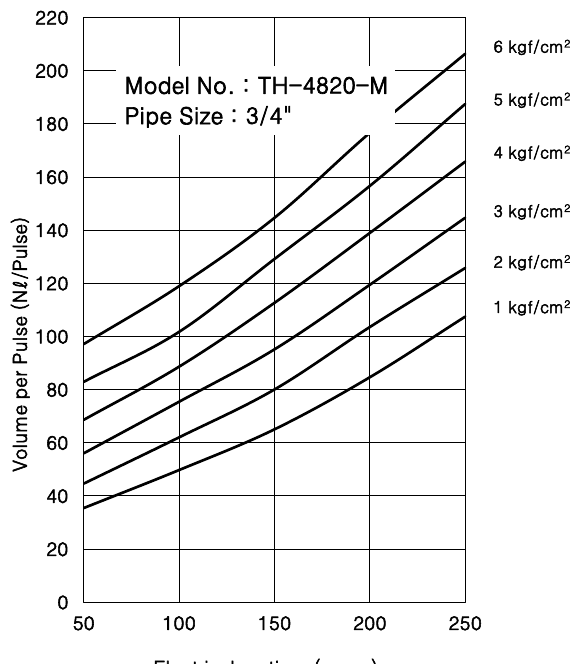 220
200
180
160
140
120
100
80
60
40
20
0
Volume per Pulse (Nℓ/Pulse)
Model No. : TH-4820-M
Pipe Size : 3/4"
6 kgf/cm²
5 kgf/cm²
4 kgf/cm²
3 kgf/cm²
2 kgf/cm²
1 kgf/cm²
50 100 150 200 250